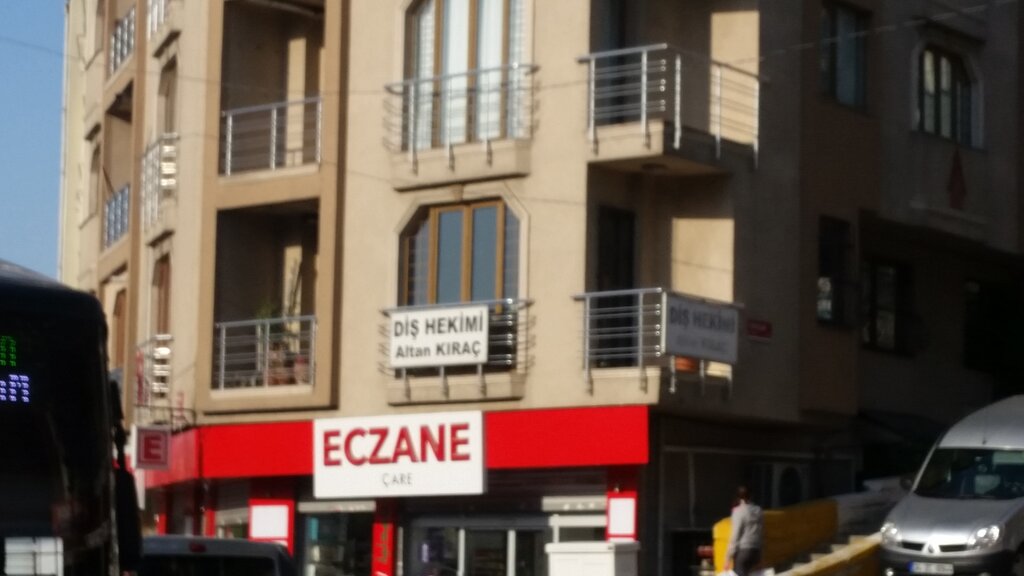 DİŞ HEKİMİ
Altan KIRAÇ
DİŞ HEKİMİ
ECZANE
ÇARE
E